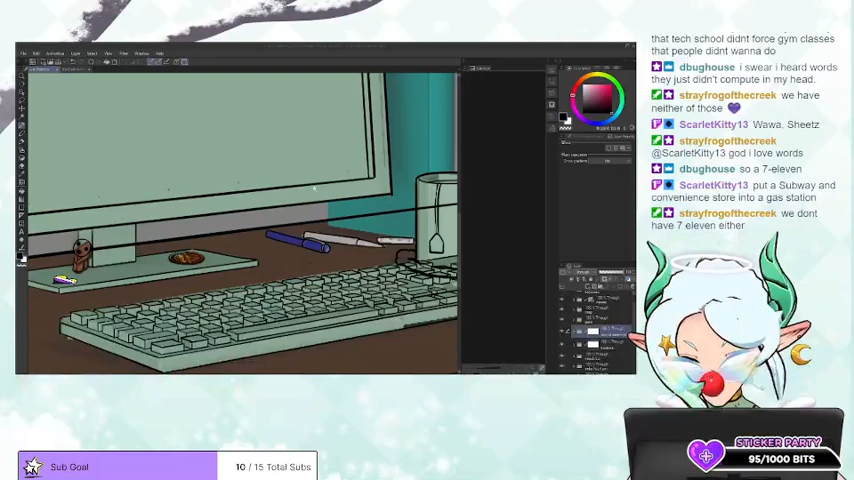 that tech school didnt force gym classes
that people didnt wanna do
dbughouse i swear i heard words
they just didn't compute in my head.
strayfrogofthecreek we have
neither of those
ScarletKitty13 Wawa, Sheetz
strayfrogofthecreek
@ScarletKitty13 god i love words
dbughouse so a 7-eleven
ScarletKitty13 put a Subway and
convenience store into a gas station
strayfrogofthecreek we dont
have 7 eleven either
STICKER PARTY
95/1000 BITS
Sub Goal
10 / 15 Total Subs